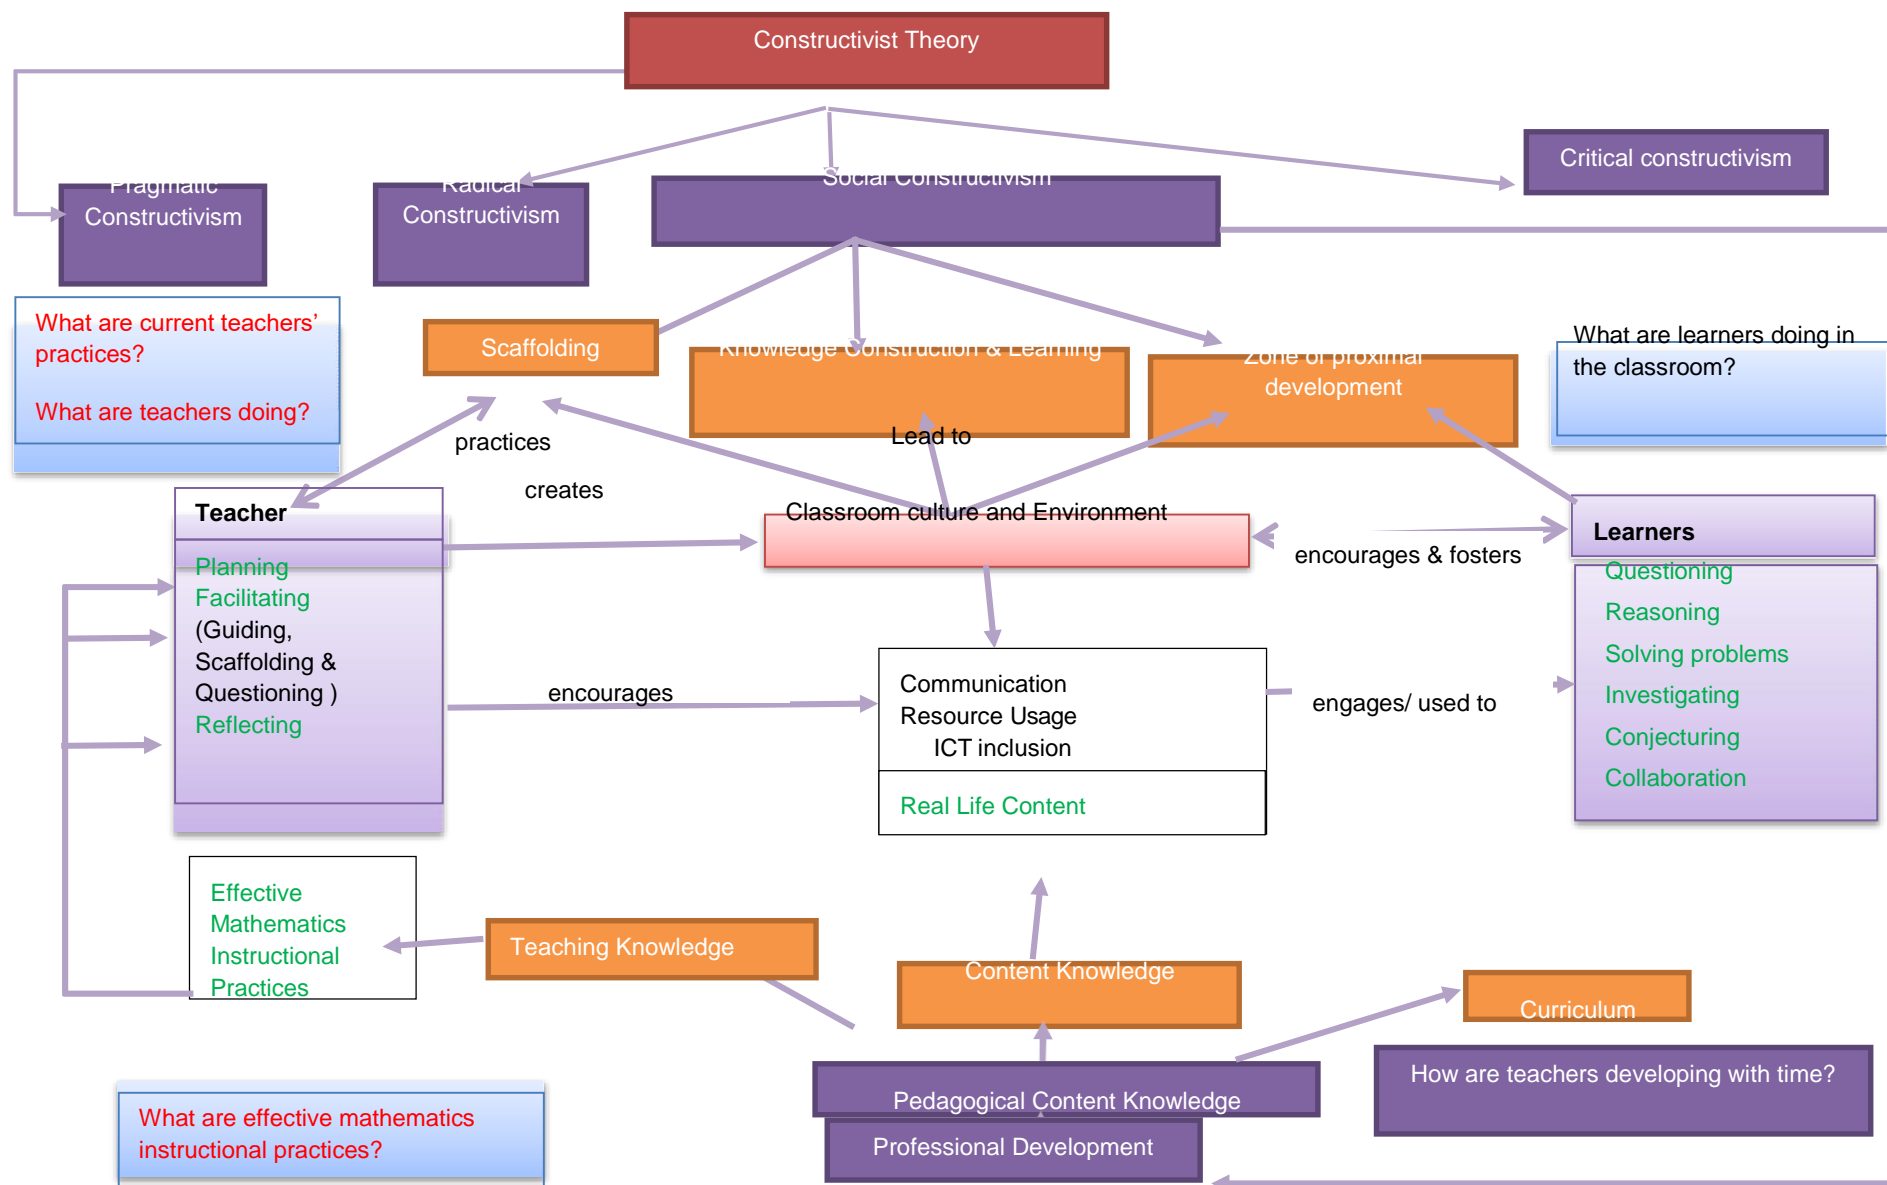 Constructivist Theory
Critical constructivism
Pragmatic
Constructivism
Radical
Constructivism
Social Constructivism
What are current teachers’
practices?
What are teachers doing?
Scaffolding
Knowledge Construction & Learning
Zone of proximal
development
What are learners doing in
the classroom?
practices
Lead to
creates
Teacher
Classroom culture and Environment
encourages & fosters
Learners
Planning
Facilitating
(Guiding,
Scaffolding &
Questioning )
Reflecting
encourages
Communication
Resource Usage
ICT inclusion
Real Life Content
engages/ used to
Questioning
Reasoning
Solving problems
Investigating
Conjecturing
Collaboration
Effective
Mathematics
Instructional
Practices
Teaching Knowledge
Content Knowledge
Curriculum
How are teachers developing with time?
Pedagogical Content Knowledge
Professional Development
What are effective mathematics
instructional practices?